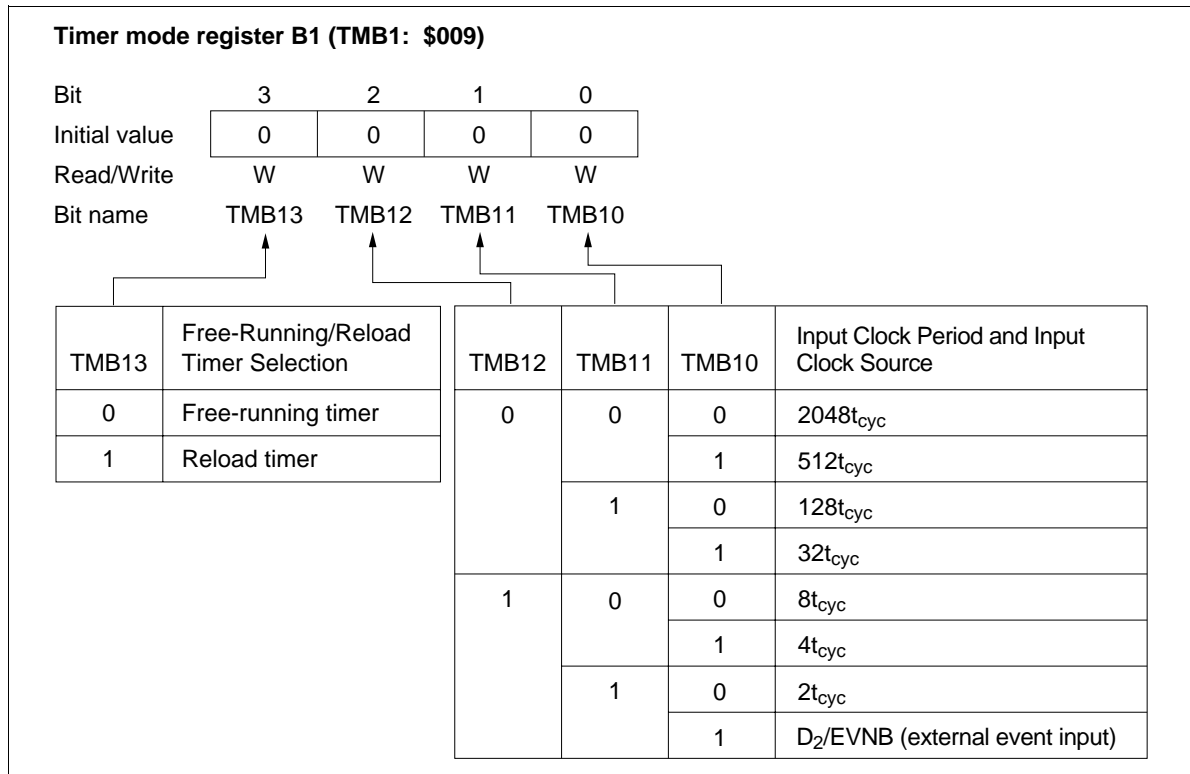 Timer mode register B1 (TMB1: $009)
Bit 3 2 1 0
Initial value 0 0 0 0
Read/Write W W W W
Bit name TMB13 TMB12 TMB11 TMB10
TMB13 Free-Running/Reload Timer Selection
0 Free-running timer
1 Reload timer
TMB12 TMB11 TMB10 Input Clock Period and Input Clock Source
0 0 0 2048tcyc
1 512tcyc
1 0 128tcyc
1 32tcyc
1 0 0 8tcyc
1 4tcyc
1 0 2tcyc
1 D2/EVNB (external event input)